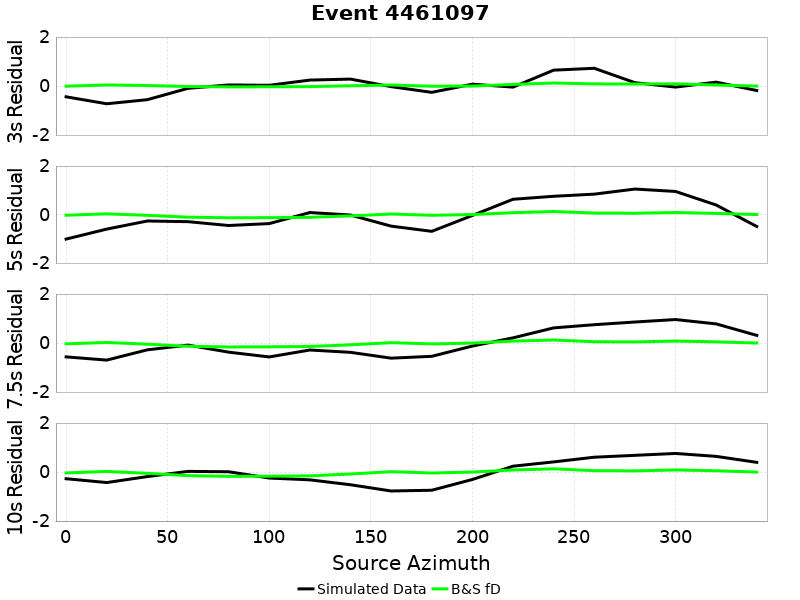 Event 4461097
3s Residual
2
0
-2
5s Residual
2
0
-2
7.5s Residual
2
0
-2
10s Residual
2
0
-2
0 50 100 150 200 250 300
Source Azimuth
Simulated Data B&S fD